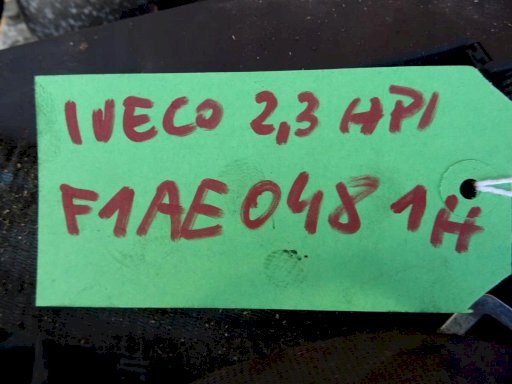 IVECO 2,3 HPI
F1AE0481H